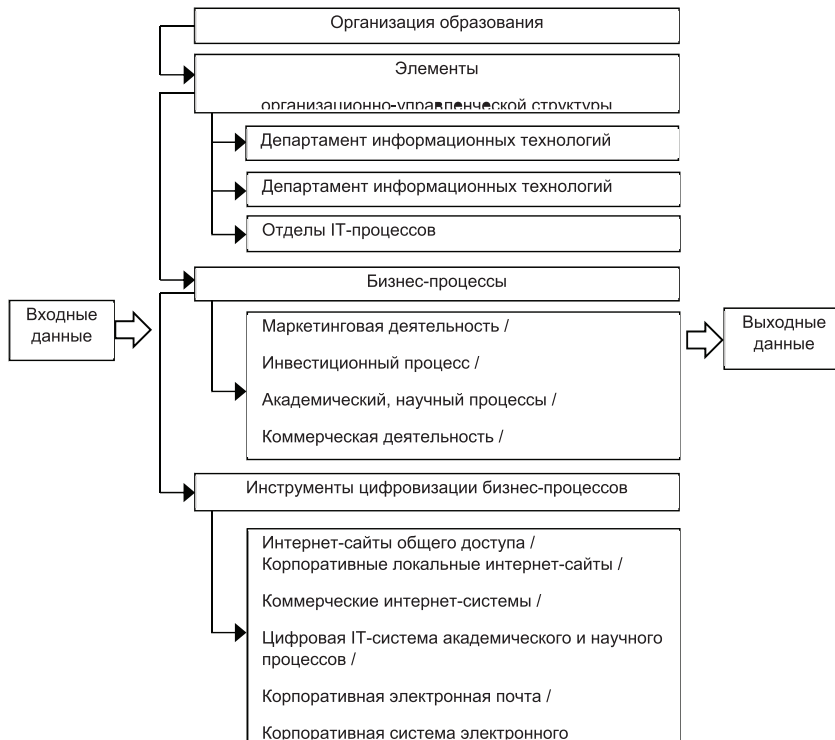 Организация образования
Элементы
организационно-управленческой структуры
Департамент информационных технологий
Департамент информационных технологий
Отделы IT-процессов
Бизнес-процессы
Входные
данные
Маркетинговая деятельность /
Инвестиционный процесс /
Академический, научный процессы /
Коммерческая деятельность /
Выходные
данные
Инструменты цифровизации бизнес-процессов
Интернет-сайты общего доступа /
Корпоративные локальные интернет-сайты /
Коммерческие интернет-системы /
Цифровая IT-система академического и научного
процессов /
Корпоративная электронная почта /
Корпоративная система электронного